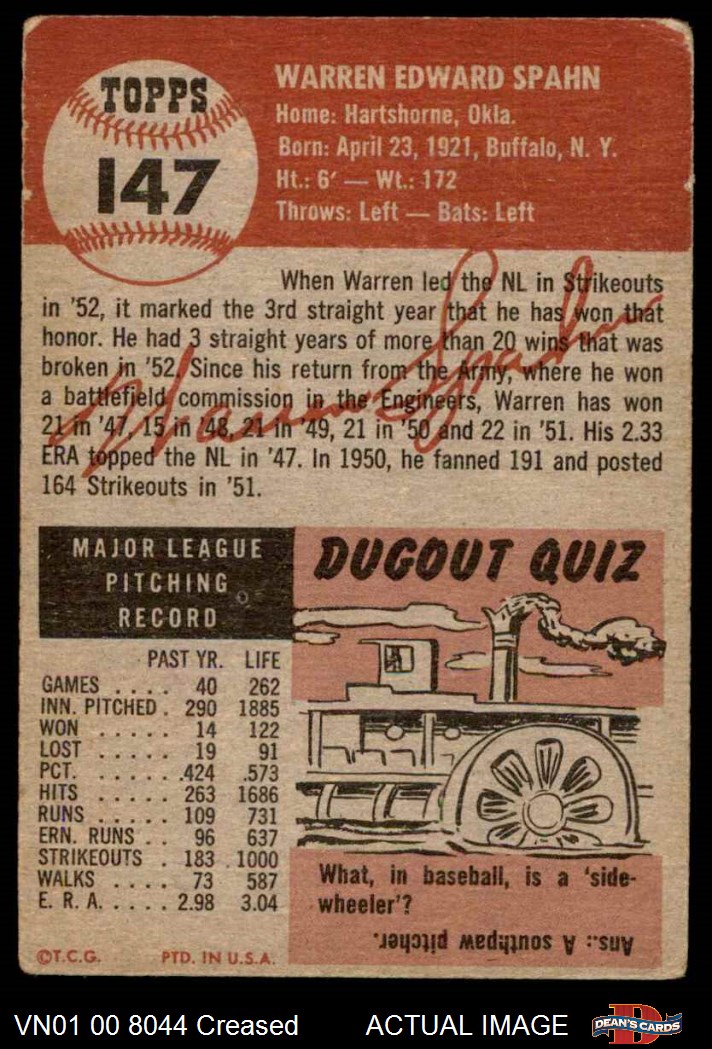 TOPPS
147
WARREN EDWARD SPAHN
Home: Hartshorne, Okla.
Born: April 23, 1921, Buffalo, N. Y.
Ht.: 6' — Wt.: 172
Throws: Left — Bats: Left
When Warren led the NL in Strikeouts
in '52, it marked the 3rd straight year that he has won that
honor. He had 3 straight years of more than 20 wins that was
broken in '52. Since his return from the Army, where he won
a battlefield commission in the Engineers, Warren has won
21 in '47, 15 in '48, 21 in '49, 21 in '50 and 22 in '51. His 2.33
ERA topped the NL in '47. In 1950, he fanned 191 and posted
164 Strikeouts in '51.
Warren Spahn
MAJOR LEAGUE
PITCHING
RECORD
PAST YR. LIFE
GAMES .... 40 262
INN. PITCHED . 290 1885
WON ..... 14 122
LOST ..... 19 91
PCT. ...... .424 .573
HITS ..... 263 1686
RUNS ..... 109 731
ERN. RUNS .. 96 637
STRIKEOUTS . 183 1000
WALKS .... 73 587
E. R. A. ..... 2.98 3.04
©T.C.G. PTD. IN U.S.A.
DUGOUT QUIZ
What, in baseball, is a 'side-
wheeler'?
Ans.: A southpaw pitcher.
VN01 00 8044 Creased ACTUAL IMAGE
DEAN'S CARDS